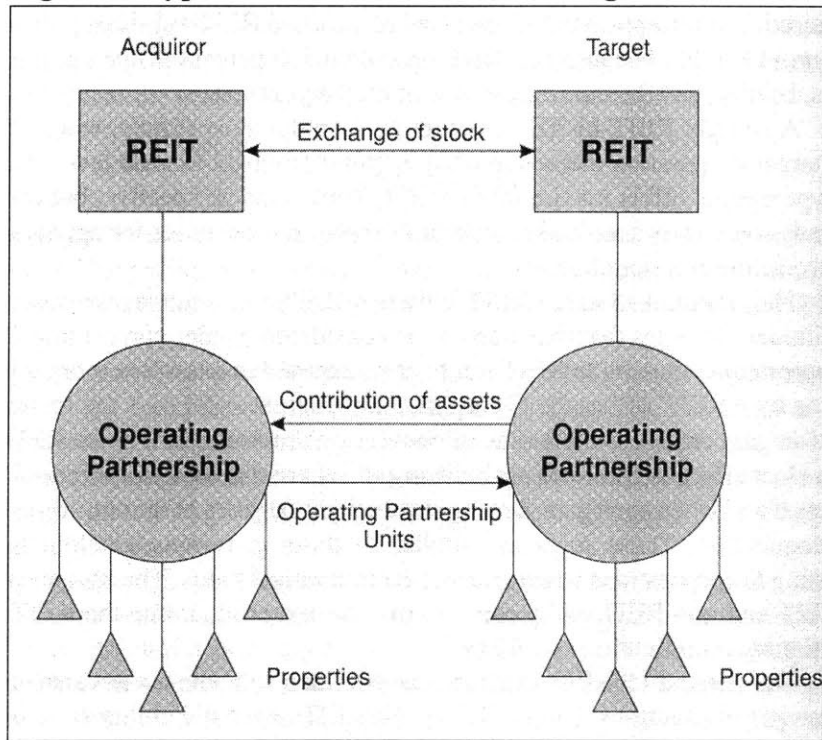 Acquiror Target
REIT Exchange of stock REIT
Contribution of assets
Operating Partnership
Operating Partnership
Operating Partnership Units
Properties Properties